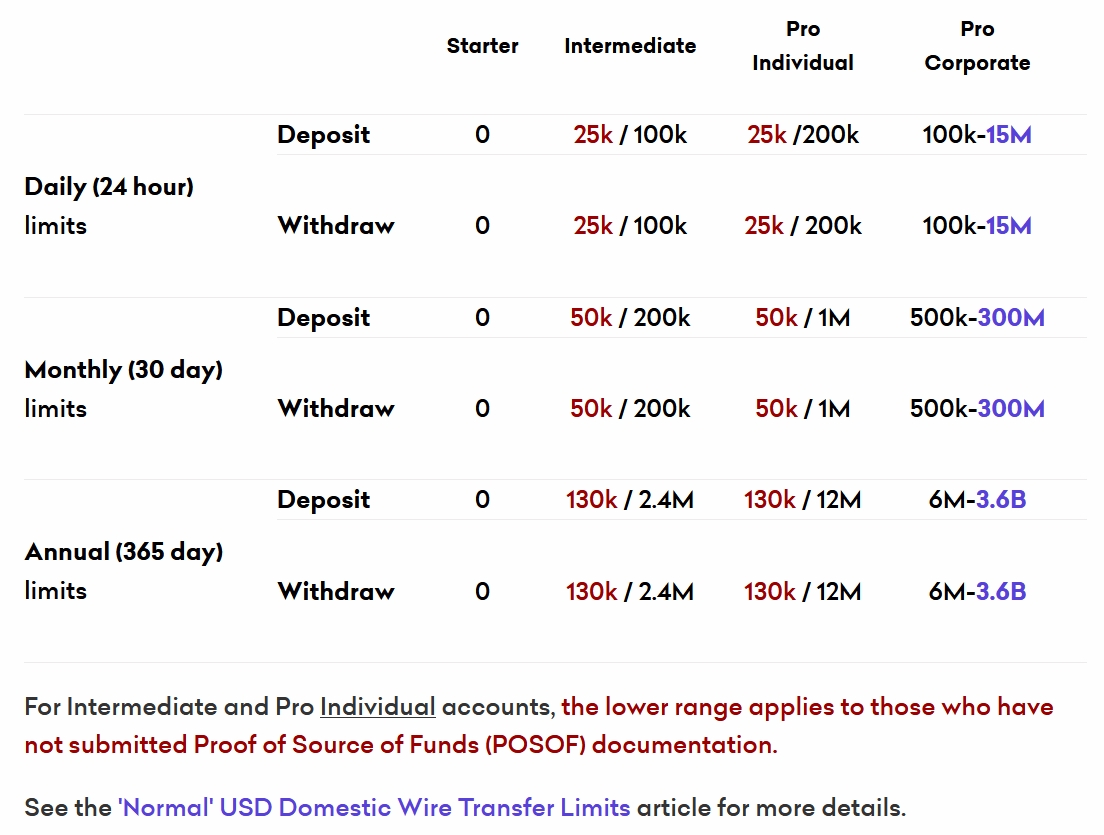 Starter Intermediate Pro Individual Pro Corporate
Daily (24 hour) limits
Deposit 0 25k / 100k 25k /200k 100k-15M
Withdraw 0 25k / 100k 25k / 200k 100k-15M
Monthly (30 day) limits
Deposit 0 50k / 200k 50k / 1M 500k-300M
Withdraw 0 50k / 200k 50k / 1M 500k-300M
Annual (365 day) limits
Deposit 0 130k / 2.4M 130k / 12M 6M-3.6B
Withdraw 0 130k / 2.4M 130k / 12M 6M-3.6B
For Intermediate and Pro Individual accounts, the lower range applies to those who have
not submitted Proof of Source of Funds (POSOF) documentation.
See the 'Normal' USD Domestic Wire Transfer Limits article for more details.